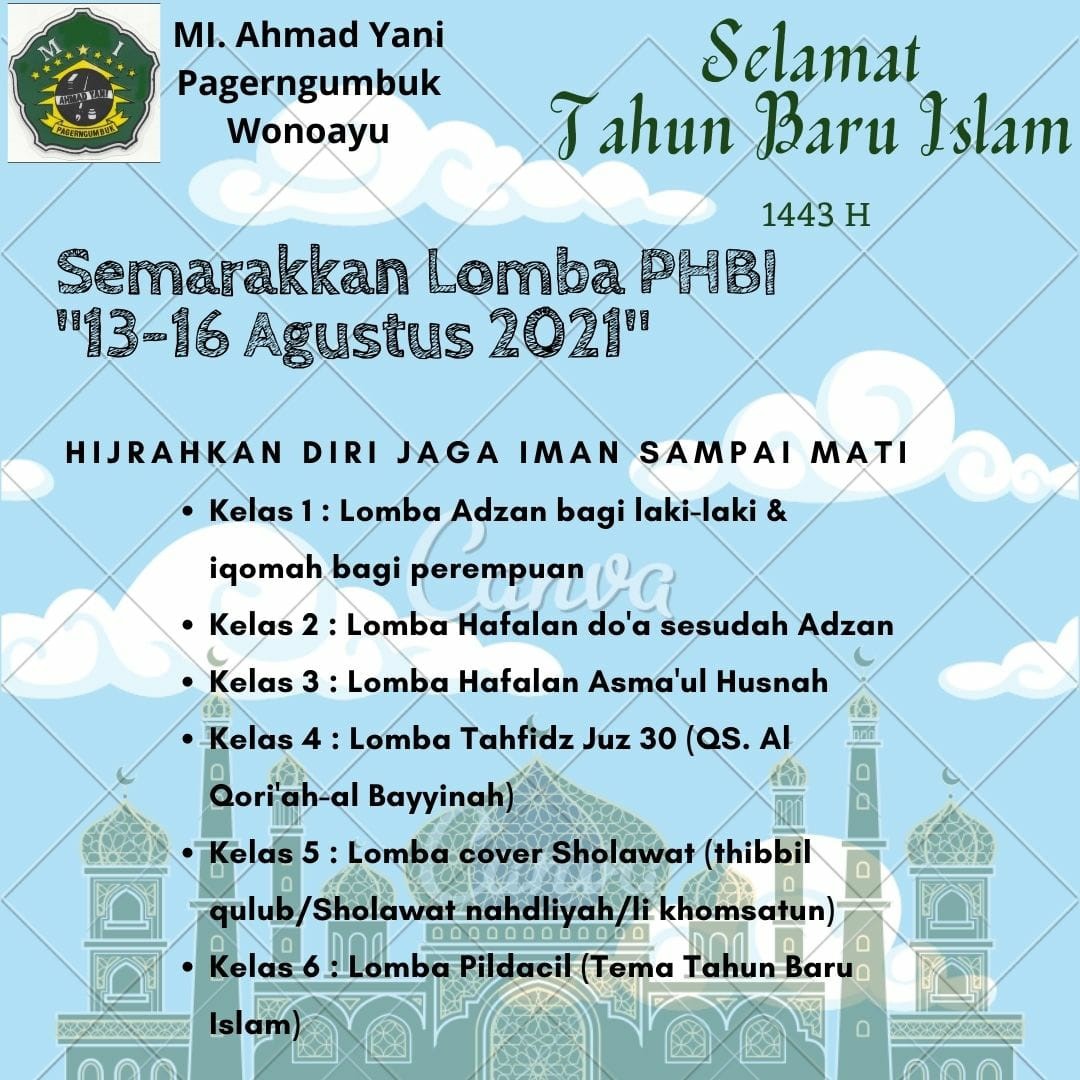 M I
AHMAD YANI
PAGERNGUMBUK
MI. Ahmad Yani
Pagerngumbuk
Wonoayu
Selamat
Tahun Baru Islam
1443 H
Semarakkan Lomba PHBI
"13-16 Agustus 2021"
HIJRAHKAN DIRI JAGA IMAN SAMPAI MATI
• Kelas 1 : Lomba Adzan bagi laki-laki &
iqomah bagi perempuan
• Kelas 2 : Lomba Hafalan do'a sesudah Adzan
• Kelas 3 : Lomba Hafalan Asma'ul Husnah
• Kelas 4 : Lomba Tahfidz Juz 30 (QS. Al
Qori'ah-al Bayyinah)
• Kelas 5 : Lomba cover Sholawat (thibbil
qulub/Sholawat nahdliyah/li khomsatun)
• Kelas 6 : Lomba Pildacil (Tema Tahun Baru
Islam)
Canva
Canva